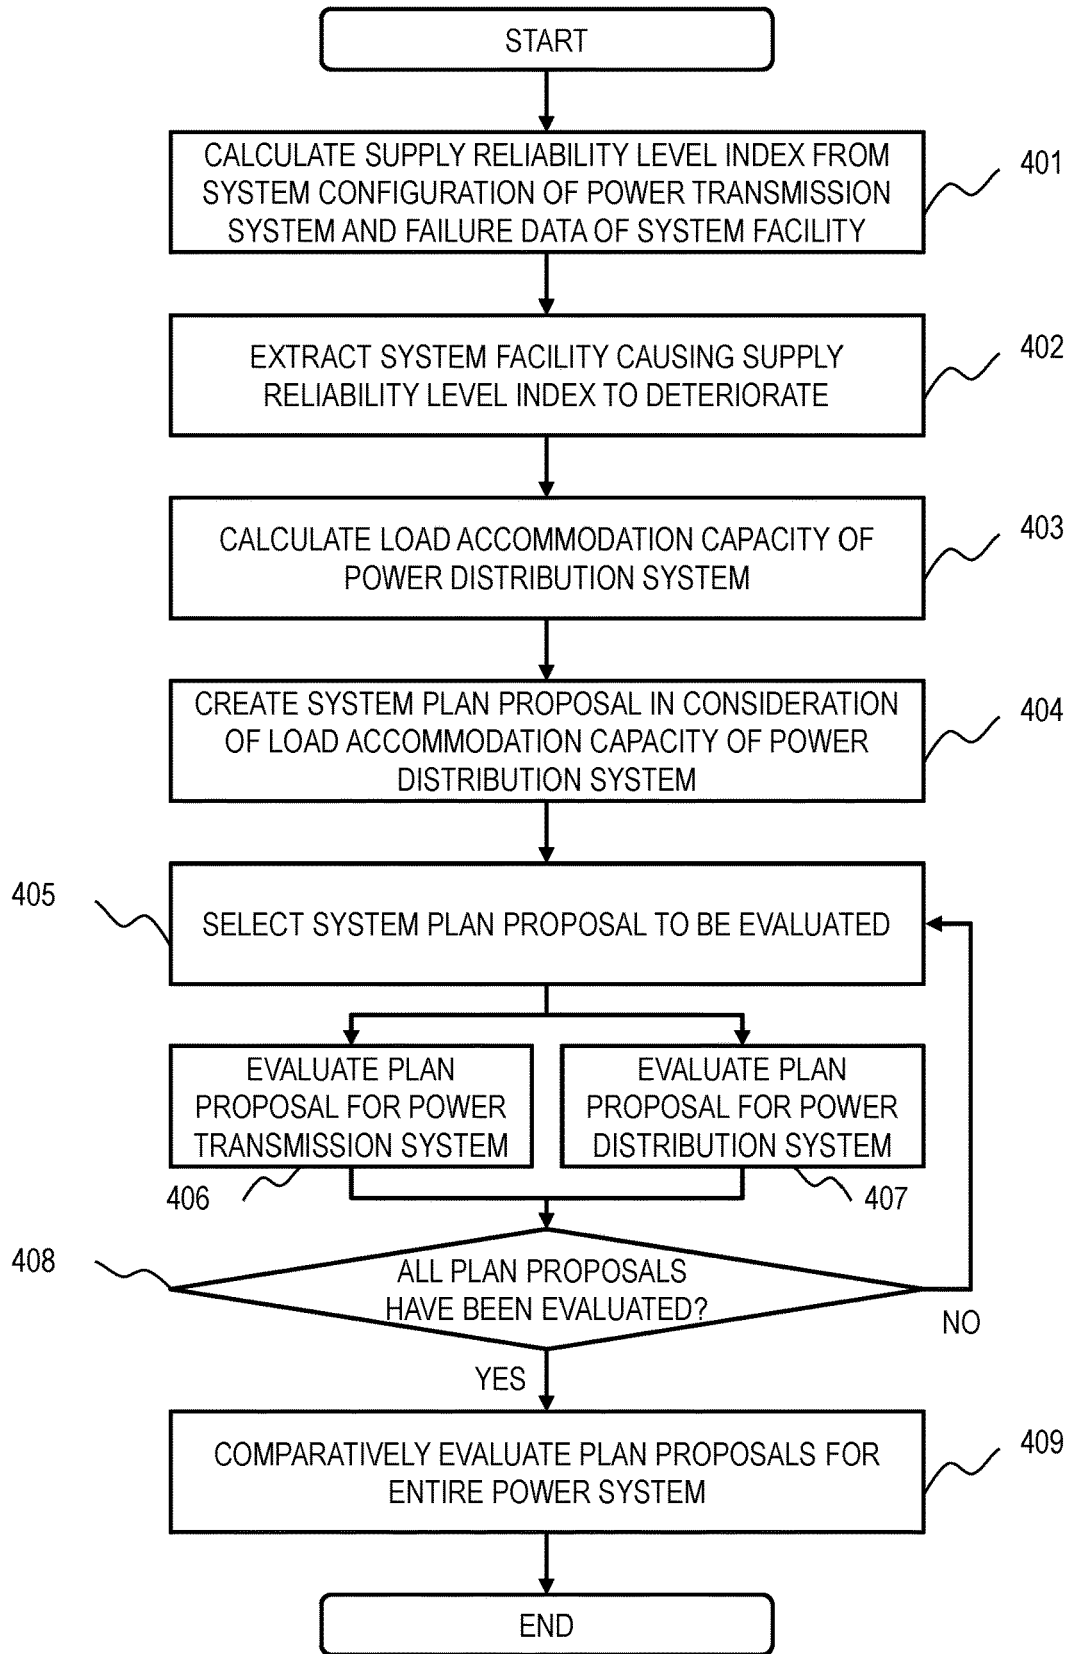 START
CALCULATE SUPPLY RELIABILITY LEVEL INDEX FROM
SYSTEM CONFIGURATION OF POWER TRANSMISSION
SYSTEM AND FAILURE DATA OF SYSTEM FACILITY
401
EXTRACT SYSTEM FACILITY CAUSING SUPPLY
RELIABILITY LEVEL INDEX TO DETERIORATE
402
CALCULATE LOAD ACCOMMODATION CAPACITY OF
POWER DISTRIBUTION SYSTEM
403
CREATE SYSTEM PLAN PROPOSAL IN CONSIDERATION
OF LOAD ACCOMMODATION CAPACITY OF POWER
DISTRIBUTION SYSTEM
404
405
SELECT SYSTEM PLAN PROPOSAL TO BE EVALUATED
EVALUATE PLAN
PROPOSAL FOR POWER
TRANSMISSION SYSTEM
406
EVALUATE PLAN
PROPOSAL FOR POWER
DISTRIBUTION SYSTEM
407
408
ALL PLAN PROPOSALS
HAVE BEEN EVALUATED?
NO
YES
COMPARATIVELY EVALUATE PLAN PROPOSALS FOR
ENTIRE POWER SYSTEM
409
END